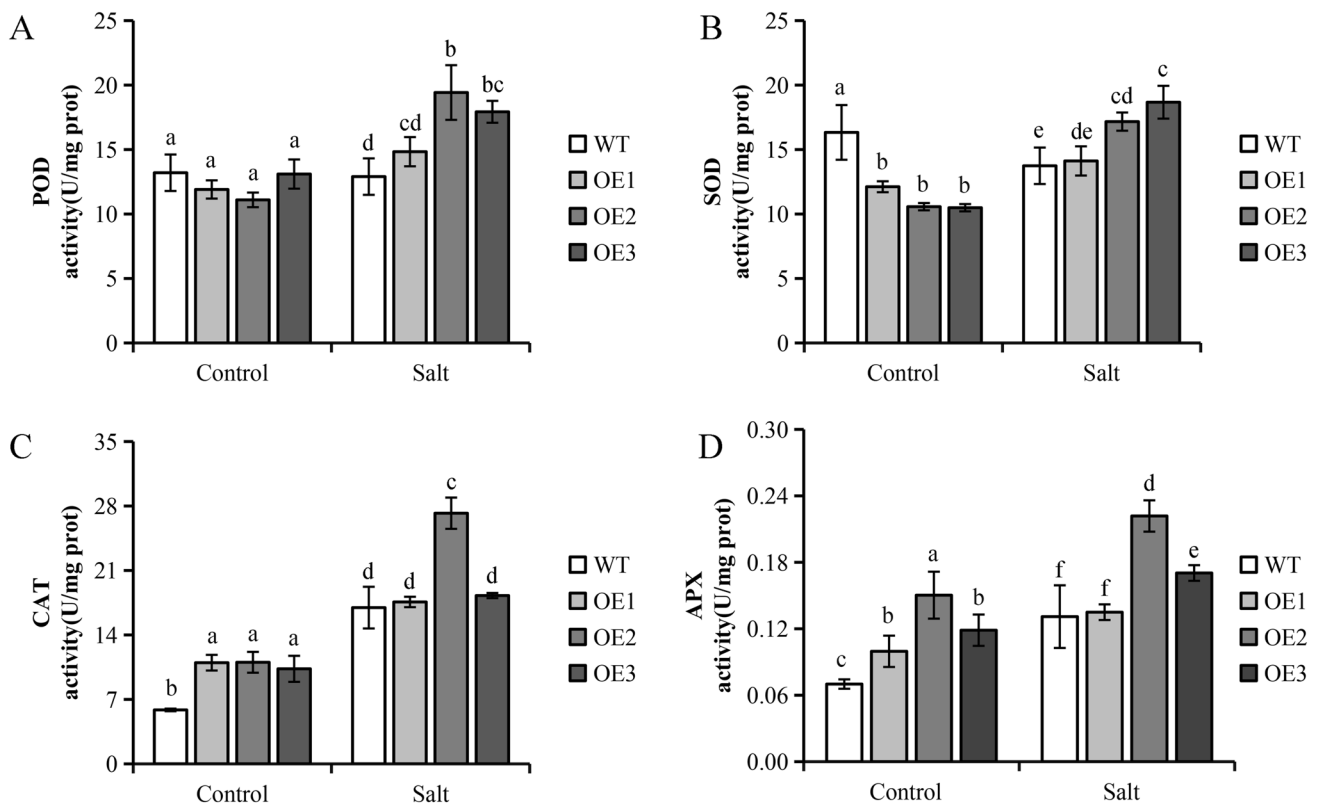 A
POD
activity(U/mg prot)
25
20
15
10
5
0
a
a
a
a
d
cd
b
bc
Control
Salt
WT
OE1
OE2
OE3
B
SOD
activity(U/mg prot)
25
20
15
10
5
0
a
b
b
b
e
de
cd
c
Control
Salt
WT
OE1
OE2
OE3
C
CAT
activity(U/mg prot)
35
28
21
14
7
0
b
a
a
a
d
d
c
d
Control
Salt
WT
OE1
OE2
OE3
D
APX
activity(U/mg prot)
0.30
0.24
0.18
0.12
0.06
0.00
c
b
a
b
f
f
d
e
Control
Salt
WT
OE1
OE2
OE3